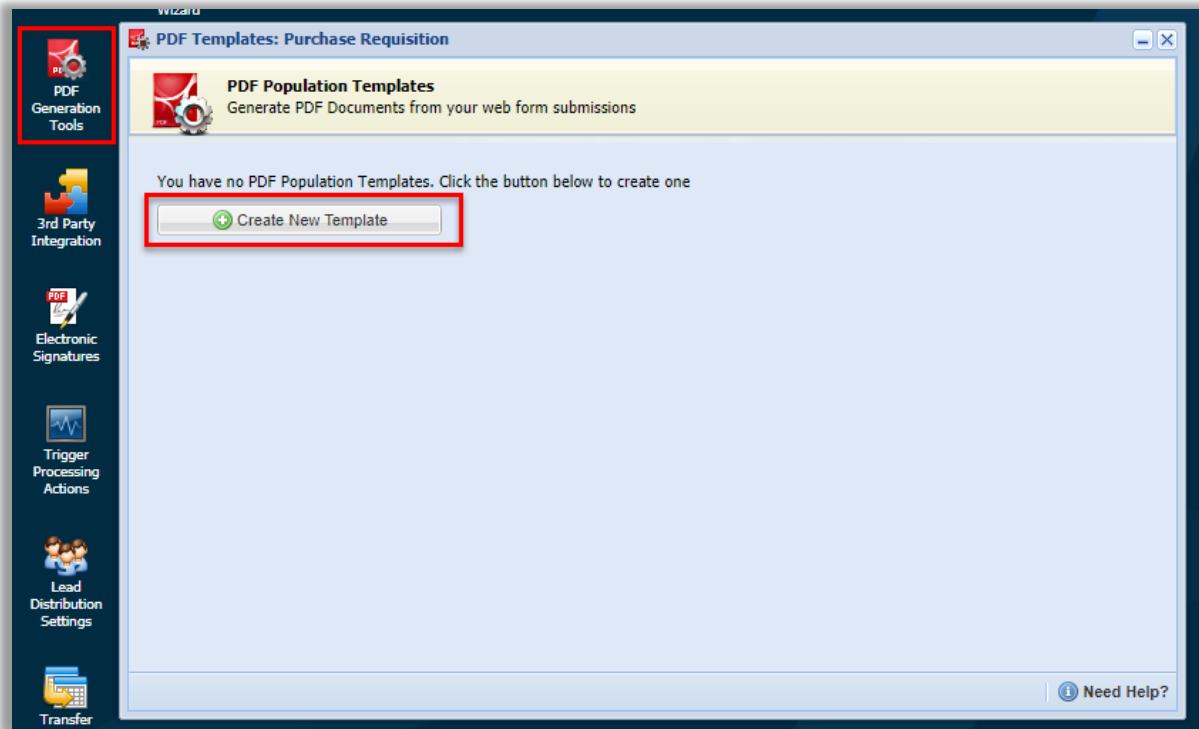 Wizard
PDF
Generation
Tools
3rd Party
Integration
PDF
Electronic
Signatures
Trigger
Processing
Actions
Lead
Distribution
Settings
Transfer
PDF Templates: Purchase Requisition
PDF Population Templates
Generate PDF Documents from your web form submissions
You have no PDF Population Templates. Click the button below to create one
Create New Template
Need Help?